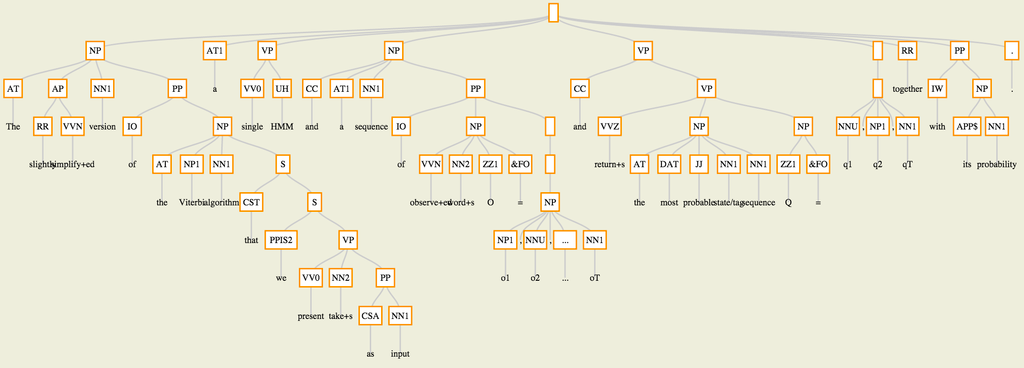 NP AT1 VP NP VP RR PP .
AT AP NN1 PP a VV0 UH CC AT1 NN1 PP CC VP together IW NP .
The RR VVN version IO NP single HMM and a sequence IO NP and VVZ NP NP NNU , NP1 , NN1 with APP$ NN1
slightly simplify+ed of AT NP1 NN1 S of VVN NN2 ZZ1 &FO return+s AT DAT JJ NN1 NN1 ZZ1 &FO q1 q2 qT its probability
the Viterbi algorithm CST S observe+ed word+s O = NP the most probable state/tag sequence Q =
that PPIS2 VP NP1 , NNU , ... NN1
we VV0 NN2 PP o1 o2 ... oT
present take+s CSA NN1
as input